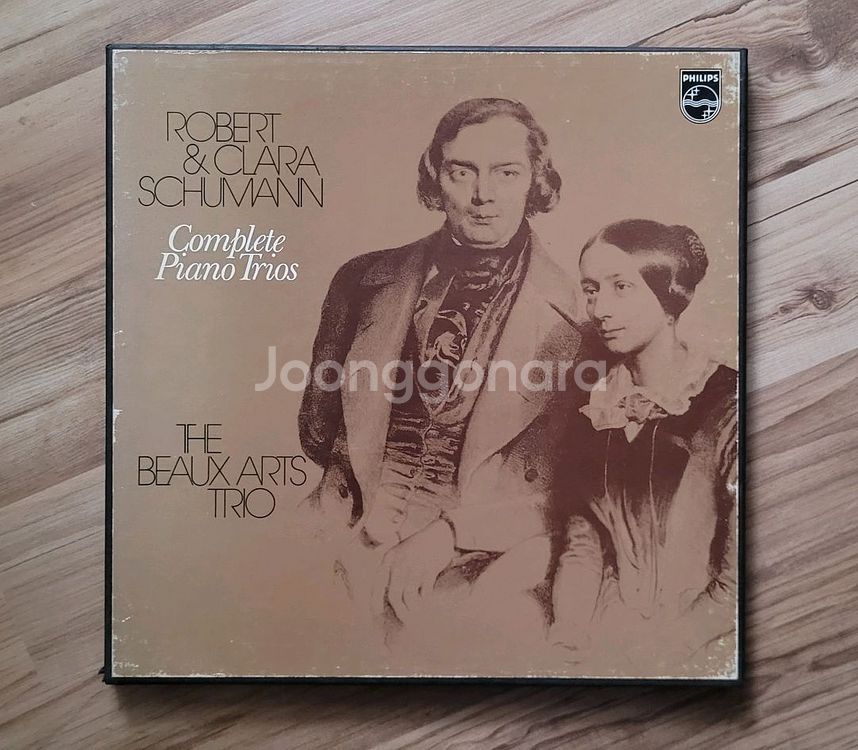 PHILIPS
ROBERT
& CLARA
SCHUMANN
Complete
Piano Trios
Joonggonara
THE
BEAUX ARTS
TRIO